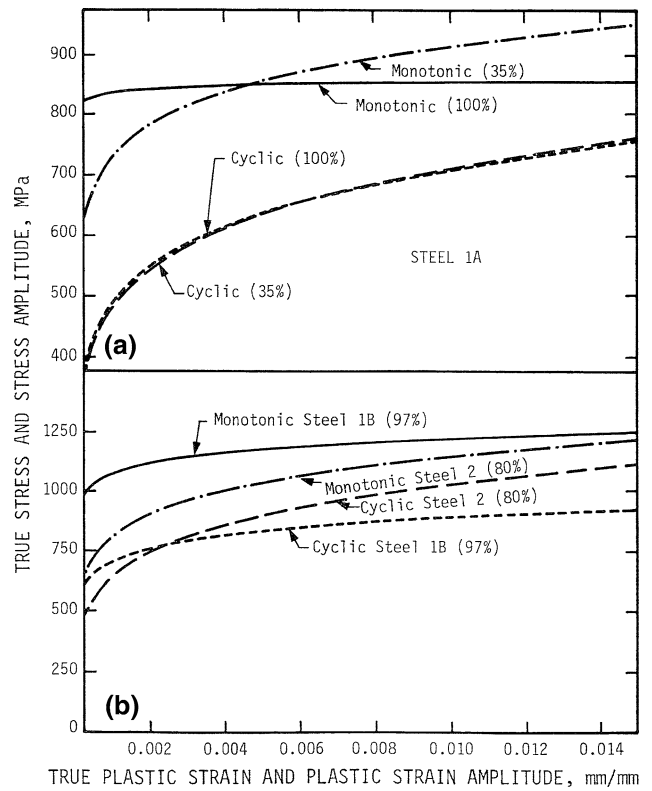 900
800
700
600
500
400
Monotonic (35%)
Monotonic (100%)
Cyclic (100%)
STEEL 1A
Cyclic (35%)
(a)
TRUE STRESS AND STRESS AMPLITUDE, MPa
1250
1000
750
500
250
0
Monotonic Steel 1B (97%)
Monotonic Steel 2 (80%)
Cyclic Steel 2 (80%)
Cyclic Steel 1B (97%)
(b)
0.002 0.004 0.006 0.008 0.010 0.012 0.014
TRUE PLASTIC STRAIN AND PLASTIC STRAIN AMPLITUDE, mm/mm